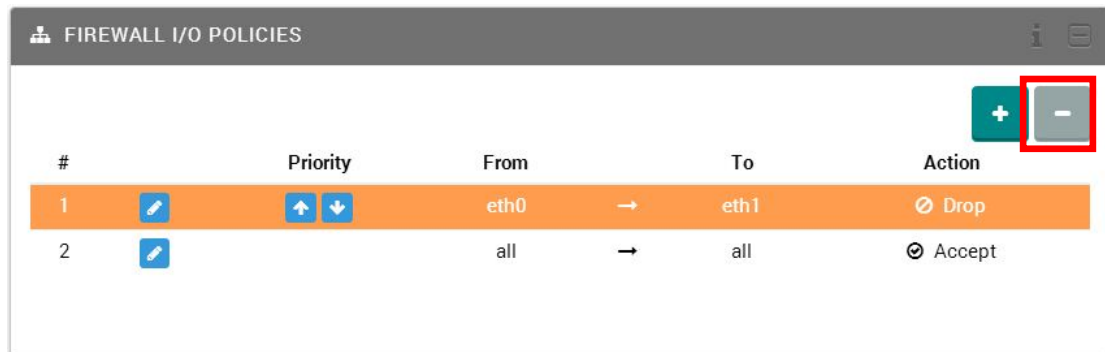 FIREWALL I/O POLICIES
# Priority From To Action
1 eth0 → eth1 Drop
2 all → all Accept